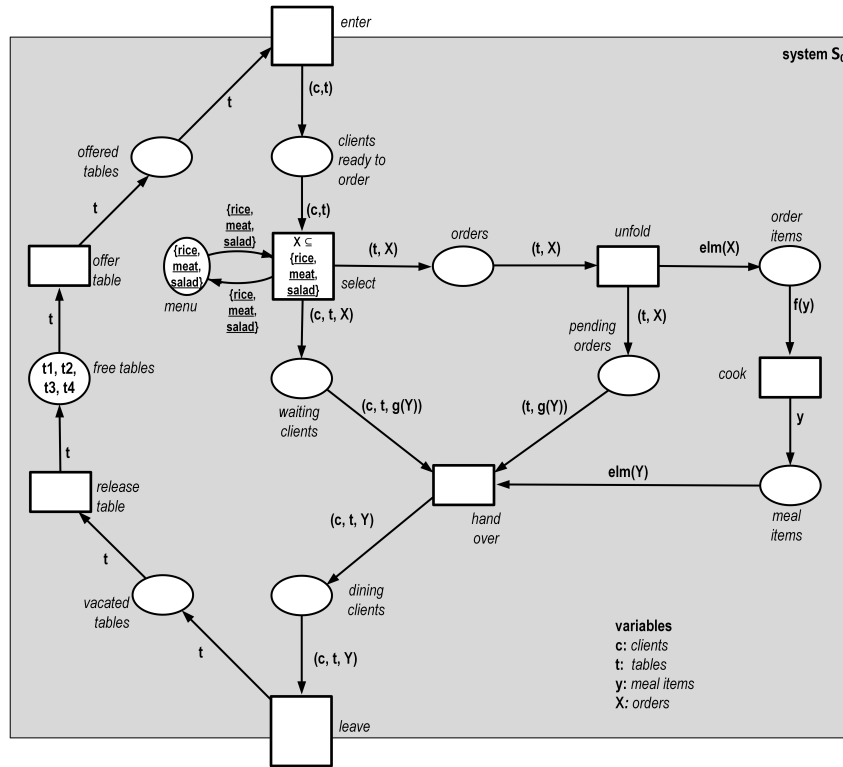 enter
system S0
t
(c,t)
offered
tables
clients
ready to
order
t
(c,t)
{rice,
meat,
salad}
{rice,
meat,
salad}
menu
{rice,
meat,
salad}
X ⊆
{rice,
meat,
salad}
select
(t, X)
orders
(t, X)
unfold
elm(X)
order
items
offer
table
t
(c, t, X)
(t, X)
f(y)
pending
orders
free tables
t1, t2,
t3, t4
cook
waiting
clients
(c, t, g(Y))
(t, g(Y))
y
t
release
table
elm(Y)
hand
over
meal
items
(c, t, Y)
t
vacated
tables
dining
clients
t
(c, t, Y)
leave
variables
c: clients
t: tables
y: meal items
X: orders